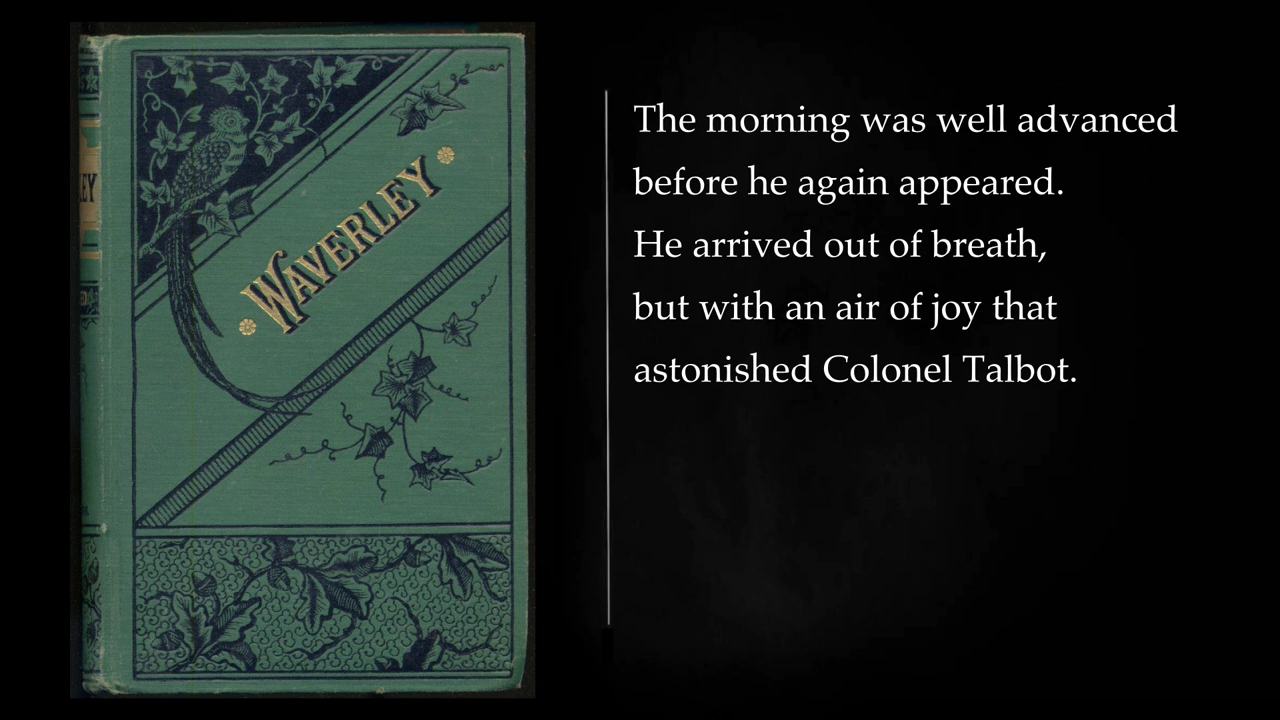 WAVERLEY
EY
The morning was well advanced
before he again appeared.
He arrived out of breath,
but with an air of joy that
astonished Colonel Talbot.